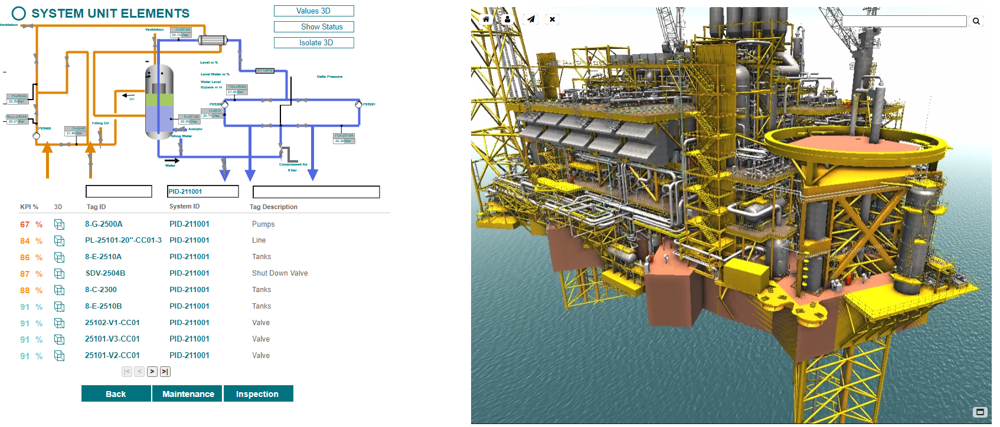 SYSTEM UNIT ELEMENTS
Values 3D
Show Status
Isolate 3D
Ventilation
Ventilation
TI-2512A
20.10 Deg
Level in %
Level Water in %
Water Level
Bypass in m
UV Lamp
Delta Pressure
PDI-2508A
21.40 Bar
PI-2502A
20.50 Bar
Oil
P05200
P05201
TI-2510
20.70 Deg
TI-2512B
20.90 Deg
20.01 Bar
P05400
PI-0045
21.40 Bar
Filling Oil
Analytic
Filling Water
PDI-2510A
20.20 Bar
Water
Compressed Air
6 bar
PID-211001
KPI % 3D Tag ID System ID Tag Description
67 % 8-G-2500A PID-211001 Pumps
84 % PL-25101-20"-CC01-3 PID-211001 Line
86 % 8-E-2510A PID-211001 Tanks
87 % SDV-2504B PID-211001 Shut Down Valve
88 % 8-C-2300 PID-211001 Tanks
91 % 8-E-2510B PID-211001 Tanks
91 % 25102-V1-CC01 PID-211001 Valve
91 % 25101-V3-CC01 PID-211001 Valve
91 % 25101-V2-CC01 PID-211001 Valve
|< < > >|
Back Maintenance Inspection